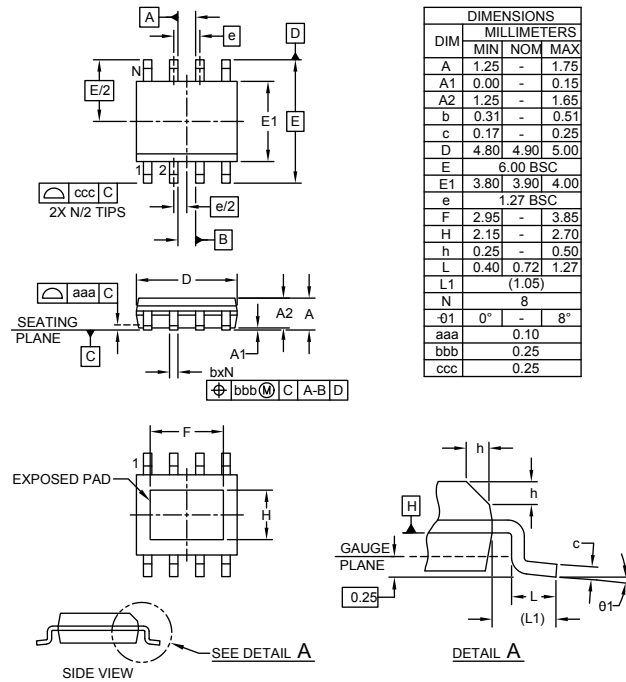 A
e
D
E/2
N
E1
E
1 2
ccc C
2X N/2 TIPS
e/2
B
D
aaa C
SEATING
PLANE
C
A2 A
A1
bxN
bbb M C A-B D
F
1
EXPOSED PAD
H
SIDE VIEW
SEE DETAIL A
DIMENSIONS
DIM MILLIMETERS
MIN NOM MAX
A 1.25 - 1.75
A1 0.00 - 0.15
A2 1.25 - 1.65
b 0.31 - 0.51
c 0.17 - 0.25
D 4.80 4.90 5.00
E 6.00 BSC
E1 3.80 3.90 4.00
e 1.27 BSC
F 2.95 - 3.85
H 2.15 - 2.70
h 0.25 - 0.50
L 0.40 0.72 1.27
L1 (1.05)
N 8
θ1 0° - 8°
aaa 0.10
bbb 0.25
ccc 0.25
h
h
H
GAUGE
PLANE
0.25
c
L
(L1)
θ1
DETAIL A